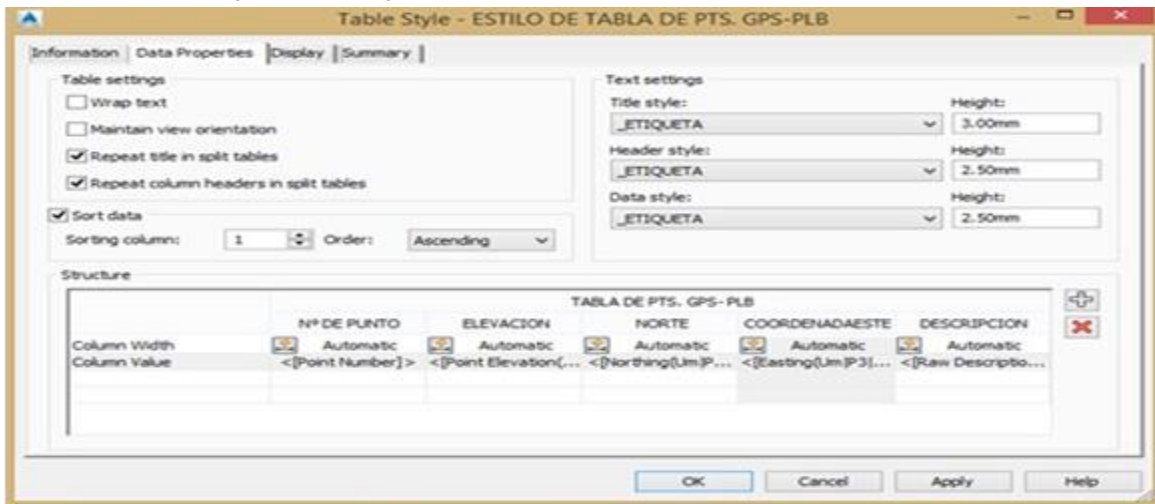 Table Style - ESTILO DE TABLA DE PTS. GPS-PLB
Information Data Properties Display Summary
Table settings
Wrap text
Maintain view orientation
Repeat title in split tables
Repeat column headers in split tables
Sort data
Sorting column: 1 Order: Ascending
Text settings
Title style: Height:
_ETIQUETA 3.00mm
Header style: Height:
_ETIQUETA 2.50mm
Data style: Height:
_ETIQUETA 2.50mm
Structure
TABLA DE PTS. GPS- PLB
Nº DE PUNTO ELEVACION NORTE COORDENADAESTE DESCRIPCION
Column Width Automatic Automatic Automatic Automatic Automatic
Column Value <[Point Number]> <[Point Elevation(... <[Northing(Um|P... <[Easting(Um|P3|... <[Raw Descriptio...
OK Cancel Apply Help